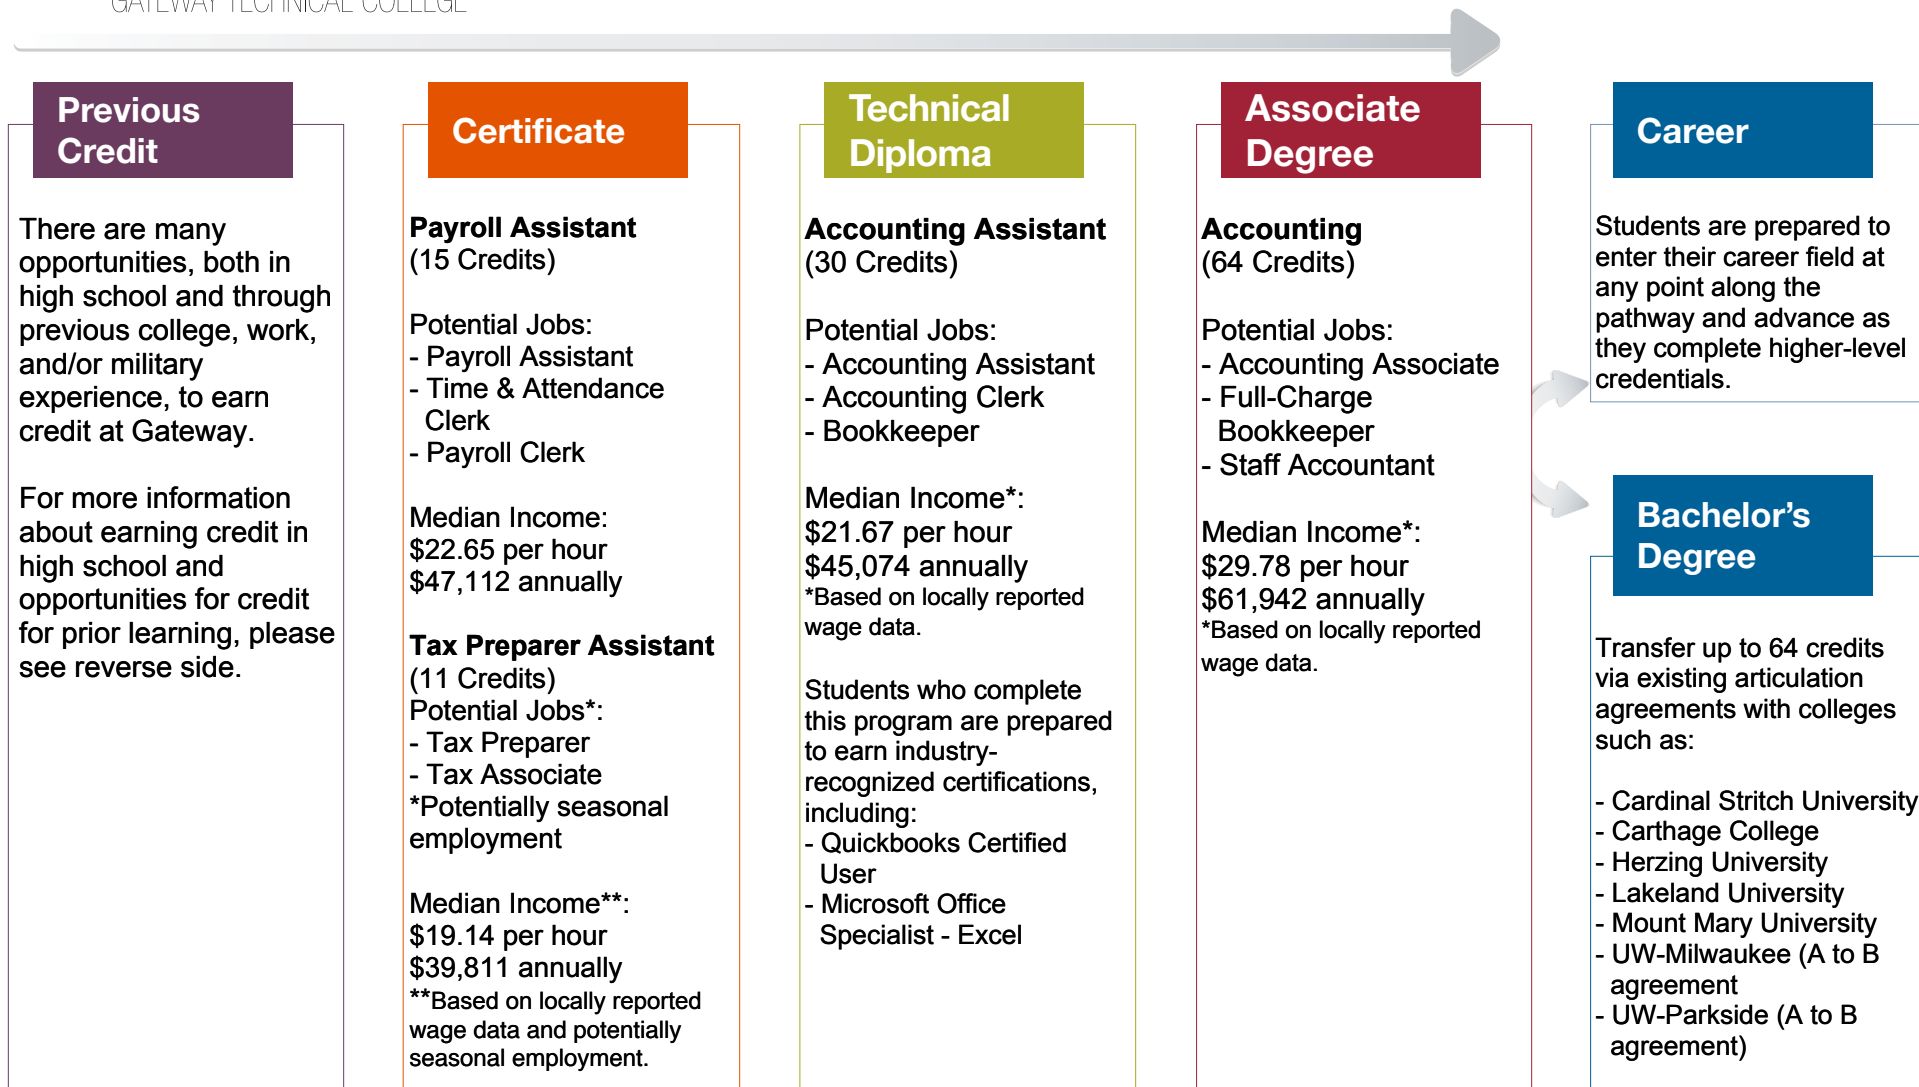 GATEWAY TECHNICAL COLLEGE
Previous
Credit
There are many
opportunities, both in
high school and through
previous college, work,
and/or military
experience, to earn
credit at Gateway.
For more information
about earning credit in
high school and
opportunities for credit
for prior learning, please
see reverse side.
Certificate
Payroll Assistant
(15 Credits)
Potential Jobs:
- Payroll Assistant
- Time & Attendance
Clerk
- Payroll Clerk
Median Income:
$22.65 per hour
$47,112 annually
Tax Preparer Assistant
(11 Credits)
Potential Jobs*:
- Tax Preparer
- Tax Associate
*Potentially seasonal
employment
Median Income**:
$19.14 per hour
$39,811 annually
**Based on locally reported
wage data and potentially
seasonal employment.
Technical
Diploma
Accounting Assistant
(30 Credits)
Potential Jobs:
- Accounting Assistant
- Accounting Clerk
- Bookkeeper
Median Income*:
$21.67 per hour
$45,074 annually
*Based on locally reported
wage data.
Students who complete
this program are prepared
to earn industry-
recognized certifications,
including:
- Quickbooks Certified
User
- Microsoft Office
Specialist - Excel
Associate
Degree
Accounting
(64 Credits)
Potential Jobs:
- Accounting Associate
- Full-Charge
Bookkeeper
- Staff Accountant
Median Income*:
$29.78 per hour
$61,942 annually
*Based on locally reported
wage data.
Career
Students are prepared to
enter their career field at
any point along the
pathway and advance as
they complete higher-level
credentials.
Bachelor's
Degree
Transfer up to 64 credits
via existing articulation
agreements with colleges
such as:
- Cardinal Stritch University
- Carthage College
- Herzing University
- Lakeland University
- Mount Mary University
- UW-Milwaukee (A to B
agreement
- UW-Parkside (A to B
agreement)